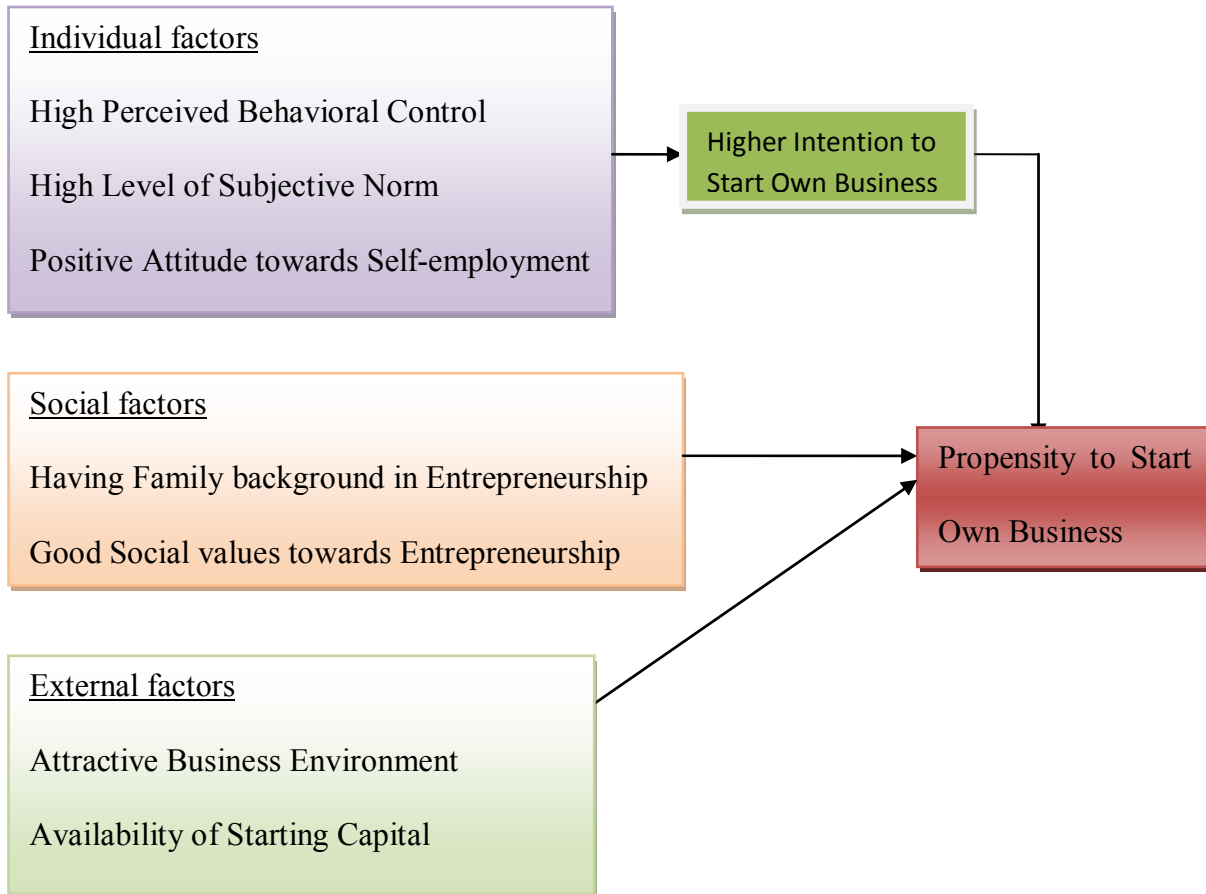 Individual factors
High Perceived Behavioral Control
High Level of Subjective Norm
Positive Attitude towards Self-employment
Higher Intention to
Start Own Business
Social factors
Having Family background in Entrepreneurship
Good Social values towards Entrepreneurship
Propensity to Start
Own Business
External factors
Attractive Business Environment
Availability of Starting Capital